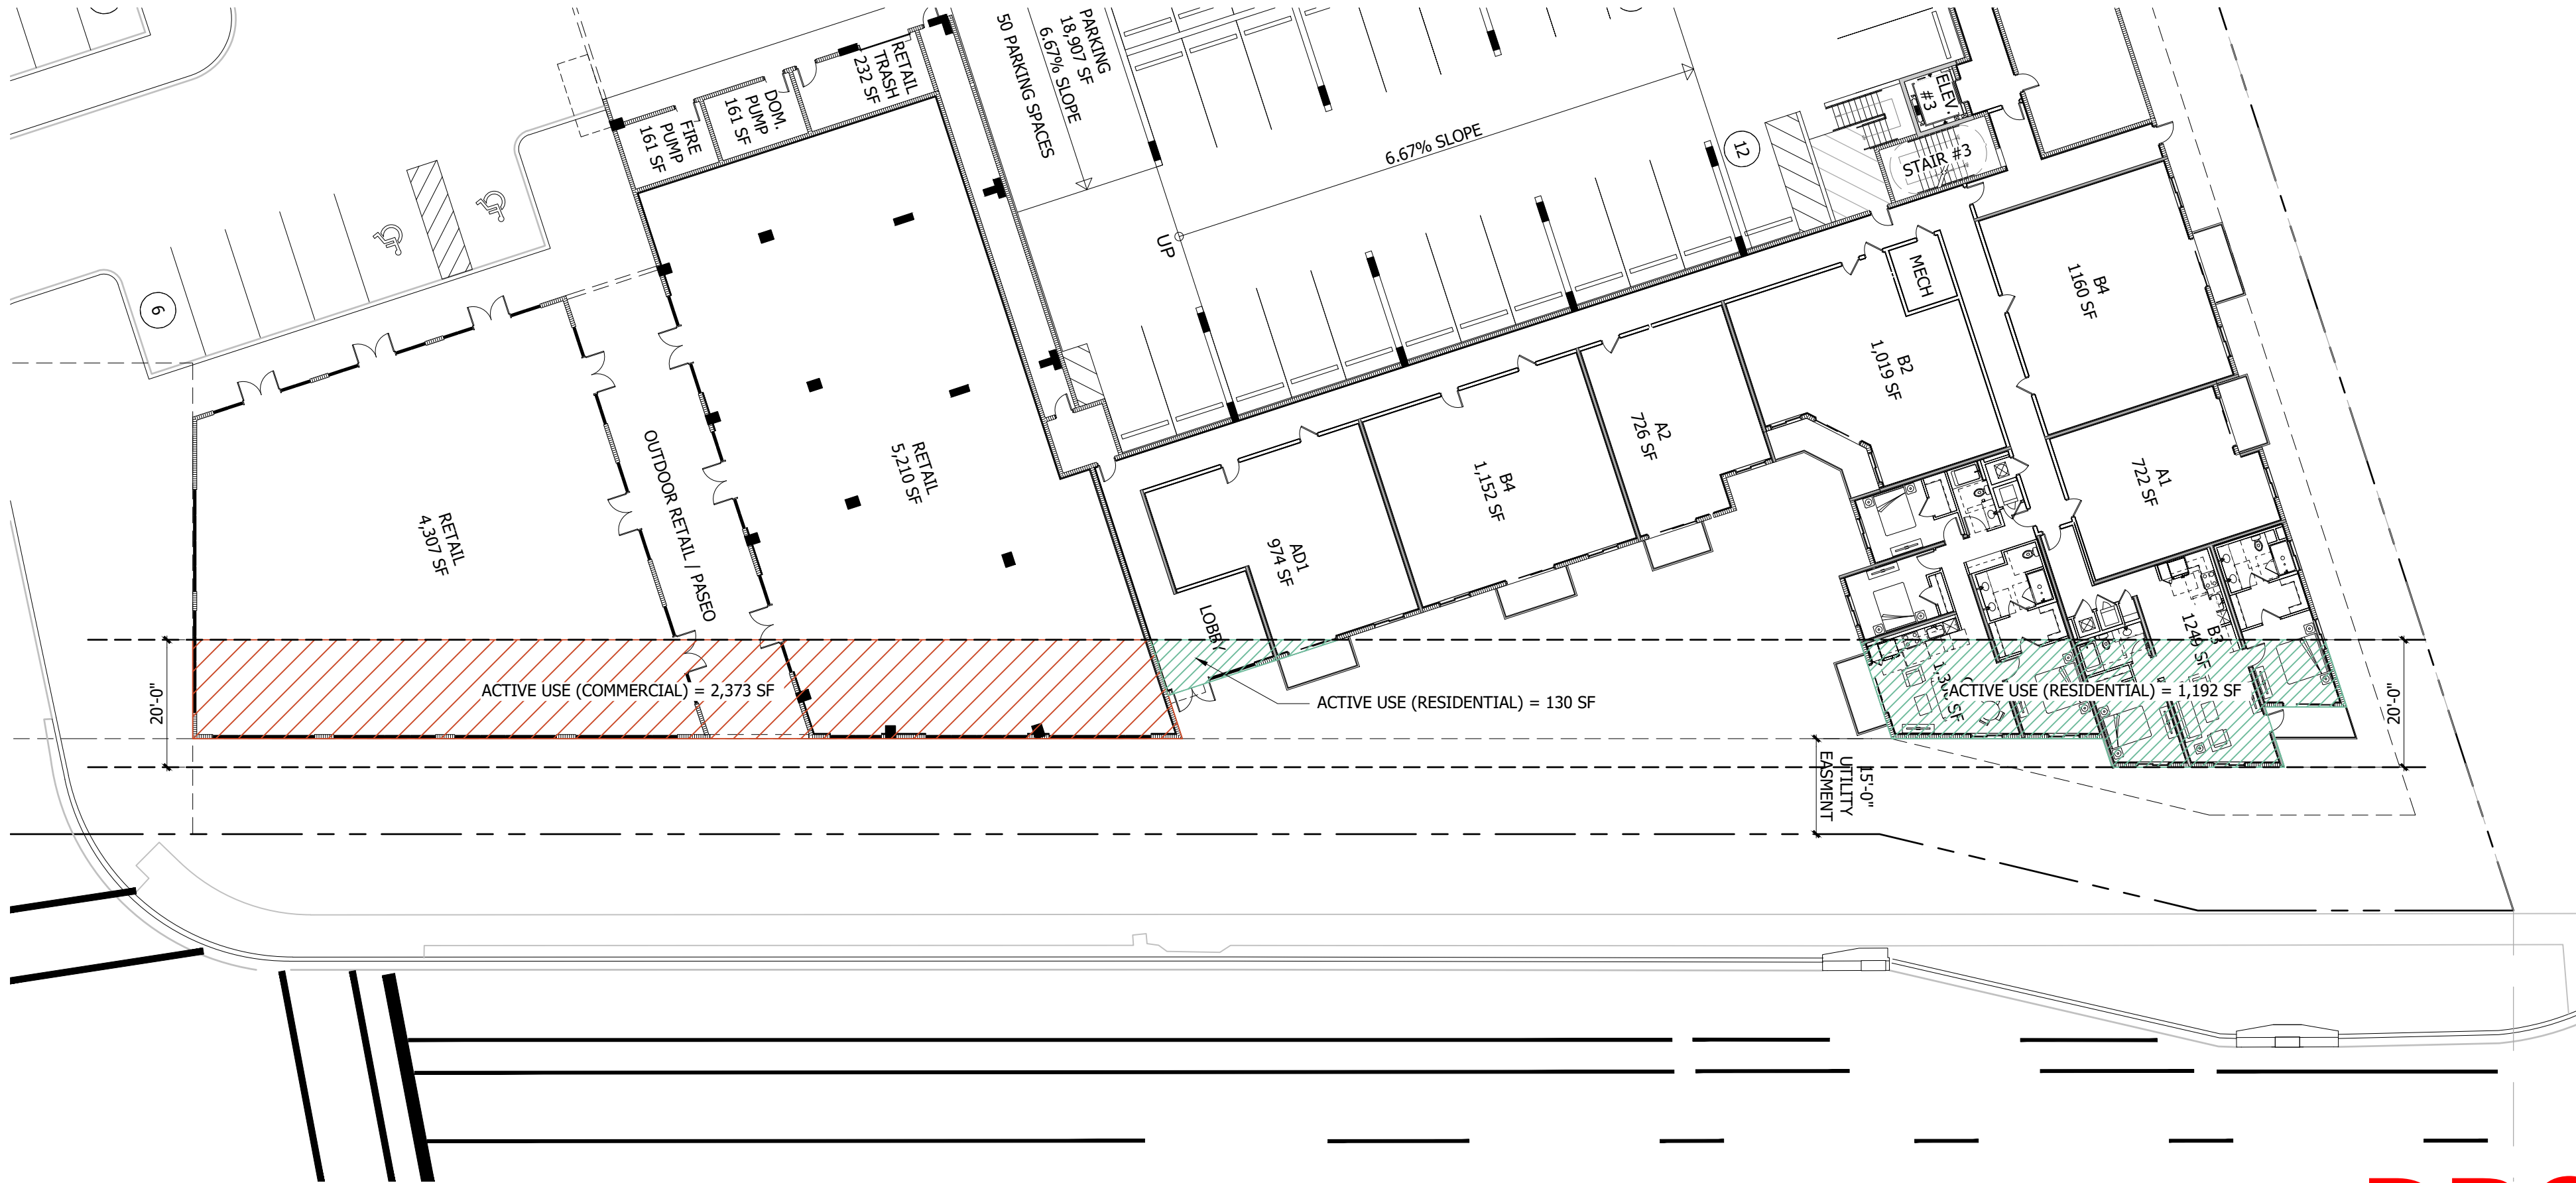 PARKING
18,907 SF
6.67% SLOPE
50 PARKING SPACES
RETAIL
TRASH
232 SF
DOM.
PUMP
161 SF
FIRE
PUMP
161 SF
6.67% SLOPE
UP
12
ELEV.
#3
STAIR #3
MECH
B4
1160 SF
B2
1,019 SF
A2
726 SF
A1
722 SF
B4
1,152 SF
AD1
974 SF
LOBBY
6
RETAIL
5,210 SF
OUTDOOR RETAIL / PASEO
RETAIL
4,307 SF
B3
1249 SF
20'-0"
ACTIVE USE (COMMERCIAL) = 2,373 SF
ACTIVE USE (RESIDENTIAL) = 130 SF
ACTIVE USE (RESIDENTIAL) = 1,192 SF
20'-0"
15'-0"
UTILITY
EASMENT